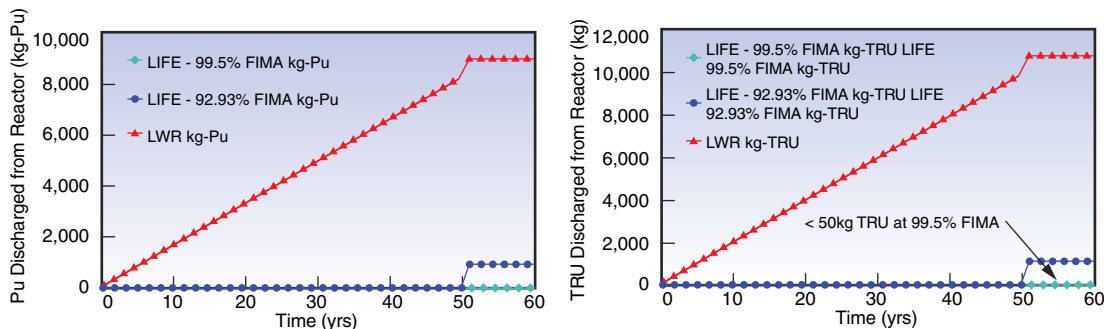 Pu Discharged from Reactor (kg-Pu)
10,000
8,000
6,000
4,000
2,000
0
LIFE - 99.5% FIMA kg-Pu
LIFE - 92.93% FIMA kg-Pu
LWR kg-Pu
0 10 20 30 40 50 60
Time (yrs)
TRU Discharged from Reactor (kg)
12,000
10,000
8,000
6,000
4,000
2,000
0
LIFE - 99.5% FIMA kg-TRU LIFE
99.5% FIMA kg-TRU
LIFE - 92.93% FIMA kg-TRU LIFE
92.93% FIMA kg-TRU
LWR kg-TRU
< 50kg TRU at 99.5% FIMA
0 10 20 30 40 50 60
Time (yrs)